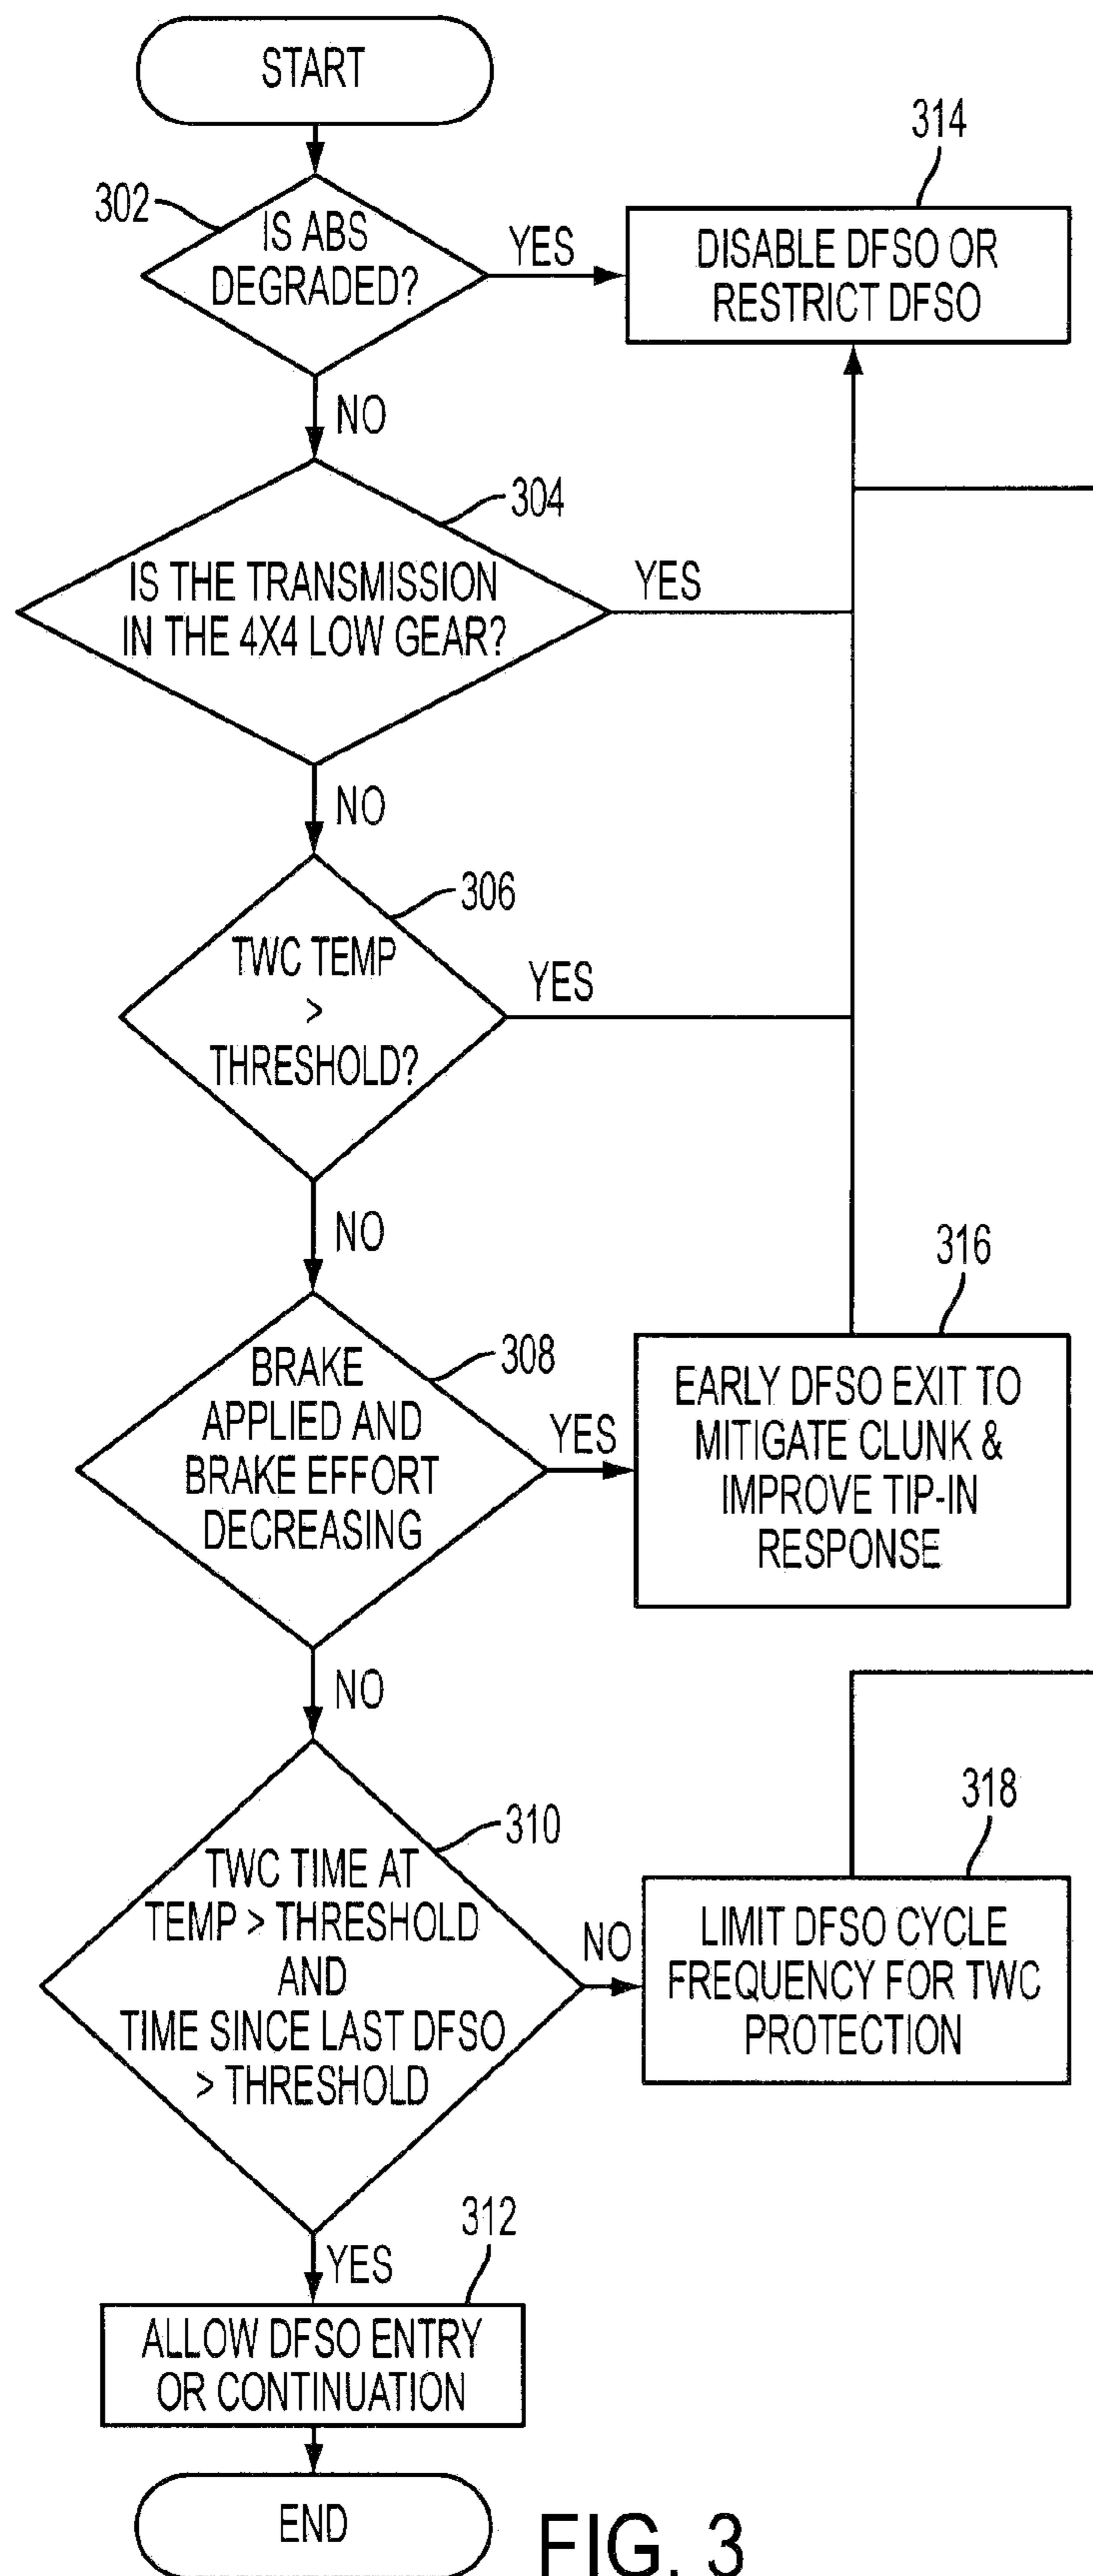 START
314
302
IS ABS
DEGRADED?
YES
DISABLE DFSO OR
RESTRICT DFSO
NO
304
IS THE TRANSMISSION
IN THE 4X4 LOW GEAR?
YES
NO
306
TWC TEMP
>
THRESHOLD?
YES
NO
316
308
BRAKE
APPLIED AND
BRAKE EFFORT
DECREASING
YES
EARLY DFSO EXIT TO
MITIGATE CLUNK &
IMPROVE TIP-IN
RESPONSE
NO
318
310
TWC TIME AT
TEMP > THRESHOLD
AND
TIME SINCE LAST DFSO
> THRESHOLD
NO
LIMIT DFSO CYCLE
FREQUENCY FOR TWC
PROTECTION
YES
312
ALLOW DFSO ENTRY
OR CONTINUATION
END
FIG. 3